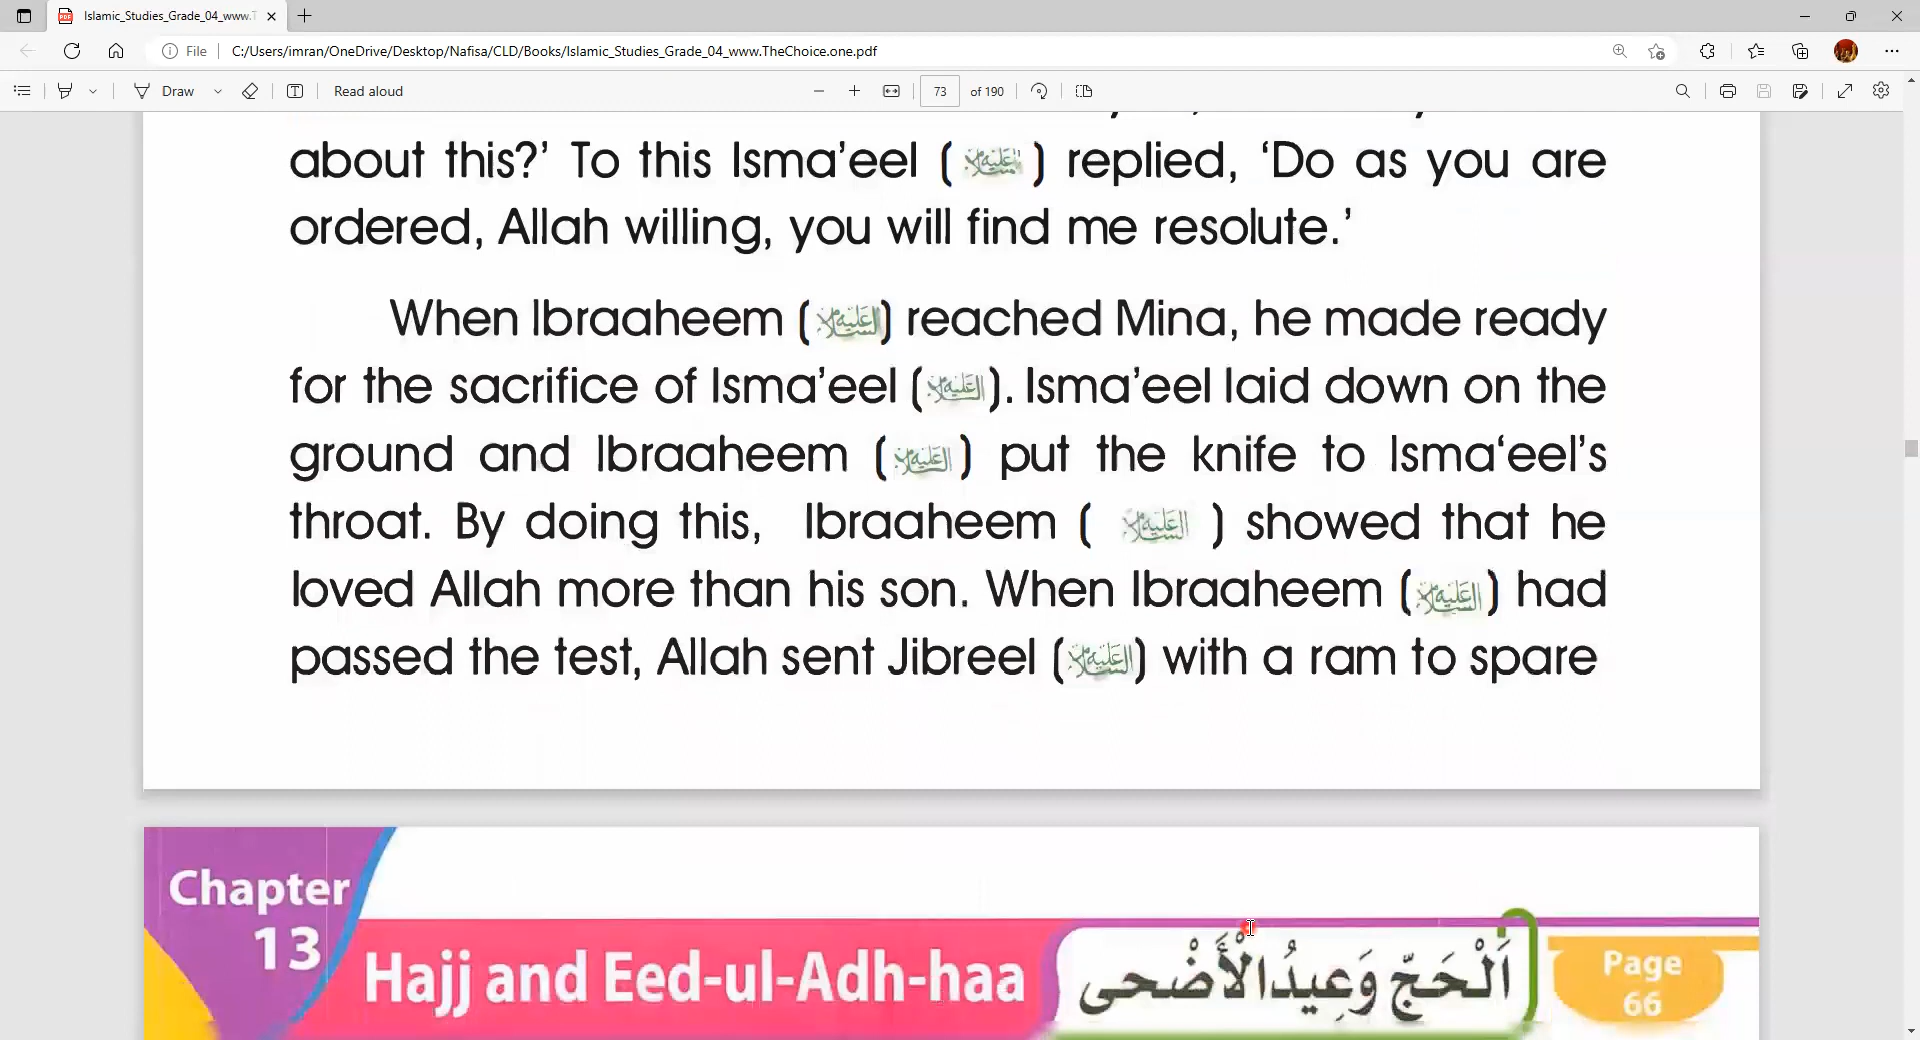 Islamic_Studies_Grade_04_www.T
File
C:/Users/imran/OneDrive/Desktop/Nafisa/CLD/Books/Islamic_Studies_Grade_04_www.TheChoice.one.pdf
Draw
Read aloud
73
of 190
about this?’ To this Isma’eel (عليه السلام) replied, ‘Do as you are
ordered, Allah willing, you will find me resolute.’
When Ibraaheem (عليه السلام) reached Mina, he made ready
for the sacrifice of Isma’eel (عليه السلام). Isma’eel laid down on the
ground and Ibraaheem (عليه السلام) put the knife to Isma‘eel’s
throat. By doing this, Ibraaheem ( عليه السلام ) showed that he
loved Allah more than his son. When Ibraaheem (عليه السلام) had
passed the test, Allah sent Jibreel (عليه السلام) with a ram to spare
Chapter
13
Hajj and Eed-ul-Adh-haa
اَلْحَجّ وَعِيدُ الْأَضْحى
Page
66